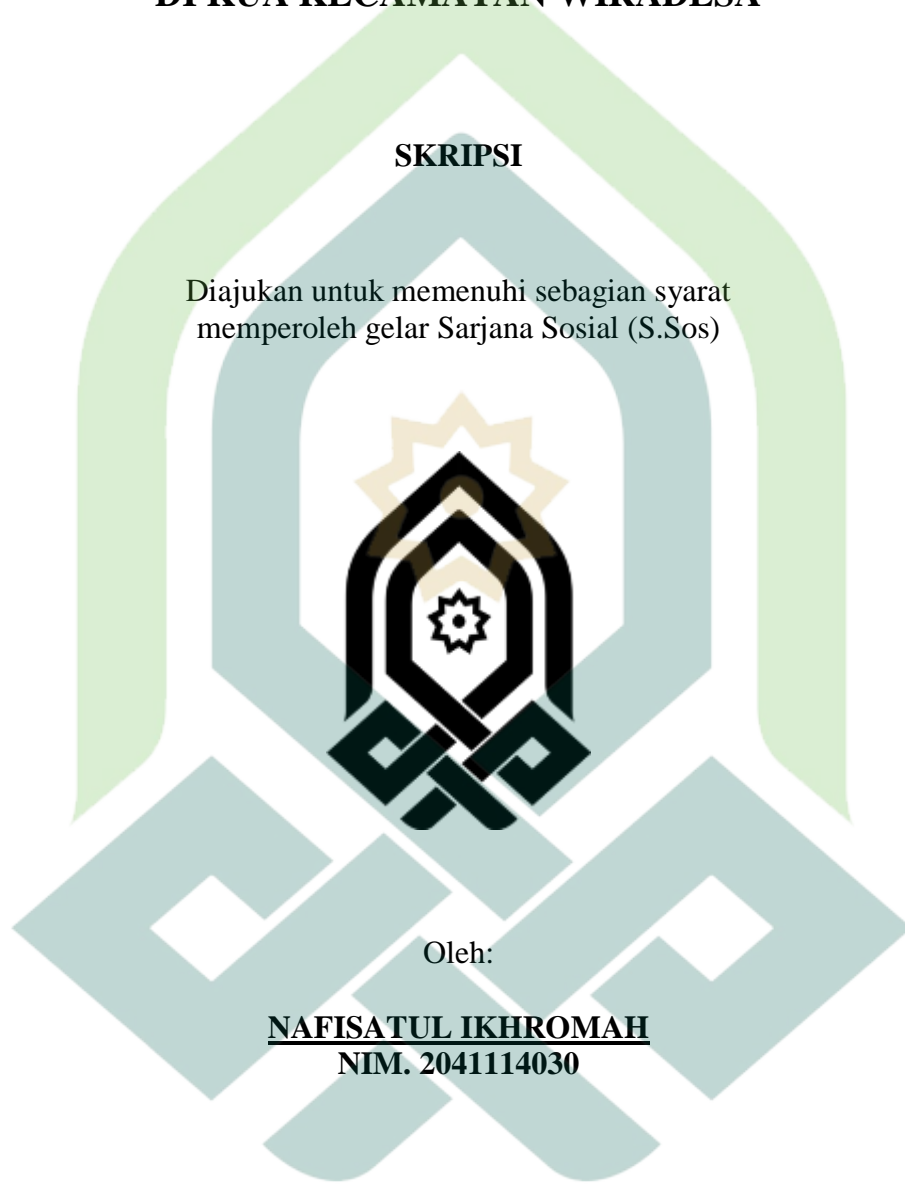 DI KUA KECAMATAN WIRADESA
SKRIPSI
Diajukan untuk memenuhi sebagian syarat
memperoleh gelar Sarjana Sosial (S.Sos)
Oleh:
NAFISATUL IKHROMAH
NIM. 2041114030